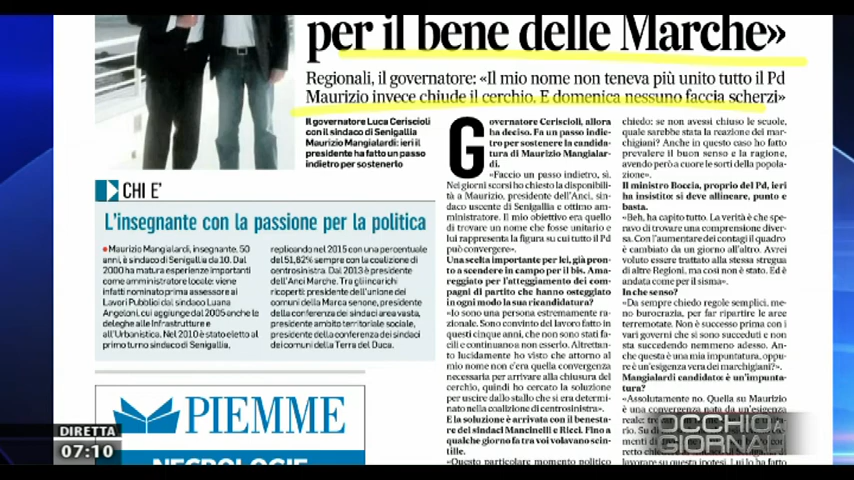 per il bene delle Marche»
Regionali, il governatore: «Il mio nome non teneva più unito tutto il Pd
Maurizio invece chiude il cerchio. E domenica nessuno faccia scherzi»
Il governatore Luca Ceriscioli
con il sindaco di Senigallia
Maurizio Mangialardi: ieri il
presidente ha fatto un passo
indietro per sostenerlo
CHI E'
L'insegnante con la passione per la politica
Maurizio Mangialardi, insegnante, 50
anni, è sindaco di Senigallia da 10. Dal
2000 ha matura esperienze importanti
come amministratore locale: viene
infatti nominato prima assessore ai
Lavori Pubblici dal sindaco Luana
Angeloni, cui aggiunge dal 2005 anche le
deleghe alle Infrastrutture e
all'Urbanistica. Nel 2010 è stato eletto al
primo turno sindaco di Senigallia,
replicando nel 2015 con una percentuale
del 51,62% sempre con la coalizione di
centrosinistra. Dal 2013 è presidente
dell'Anci Marche. Tra gli incarichi
ricoperti: presidente dell'unione dei
comuni della Marca senone, presidente
della conferenza dei sindaci area vasta,
presidente ambito territoriale sociale,
presidente della conferenza dei sindaci
dei comuni della Terra del Duca.
PIEMME
NECROLOGIE
Governatore Ceriscioli, allora
ha deciso. Fa un passo indie-
tro per sostenere la candida-
tura di Maurizio Mangialar-
di.
«Faccio un passo indietro, sì.
Nei giorni scorsi ho chiesto la disponibili-
tà a Maurizio, presidente dell'Anci, sin-
daco uscente di Senigallia e ottimo am-
ministratore. Il mio obiettivo era quello
di trovare un nome che fosse unitario e
lui rappresenta la figura su cui tutto il Pd
può convergere».
Una scelta importante per lei, già pron-
to a scendere in campo per il bis. Ama-
reggiato per l'atteggiamento dei com-
pagni di partito che hanno osteggiato
in ogni modo la sua ricandidatura?
«Io sono una persona estremamente ra-
zionale. Sono convinto del lavoro fatto in
questi cinque anni, che non sono stati fa-
cili e continuano a non esserlo. Altrettan-
to lucidamente ho visto che attorno al
mio nome non c'era quella convergenza
necessaria per arrivare alla chiusura del
cerchio, quindi ho cercato la soluzione
per uscire dallo stallo che si era determi-
nato nella coalizione di centrosinistra».
E la soluzione è arrivata con il benesta-
re dei sindaci Mancinelli e Ricci. Fino a
qualche giorno fa tra voi volavano scin-
tille.
«Questo particolare momento politico
chiedo: se non avessi chiuso le scuole,
quale sarebbe stata la reazione dei mar-
chigiani? Anche in questo caso ho fatto
prevalere il buon senso e la ragione,
avendo però a cuore le sorti della popola-
zione».
Il ministro Boccia, proprio del Pd, ieri
ha insistito: si deve allineare, punto e
basta.
«Beh, ha capito tutto. La verità è che spe-
ravo di trovare una comprensione diver-
sa. Con l'aumentare dei contagi il quadro
è cambiato da un giorno all'altro. Avrei
voluto essere trattato alla stessa stregua
di altre Regioni, ma così non è stato. Ed è
andata come per il sisma».
In che senso?
«Da sempre chiedo regole semplici, me-
no burocrazia, per far ripartire le aree
terremotate. Non è successo prima con i
vari governi che si sono succeduti e non
sta succedendo nemmeno adesso. An-
che questa è una mia impuntatura, oppu-
re è un'esigenza vera dei marchigiani?».
Mangialardi candidato: è un'impunta-
tura?
«Assolutamente no. Quella su Maurizio
è una convergenza nata da un'esigenza
DIRETTA
07:10
OCCHIO AI
GIORNALI